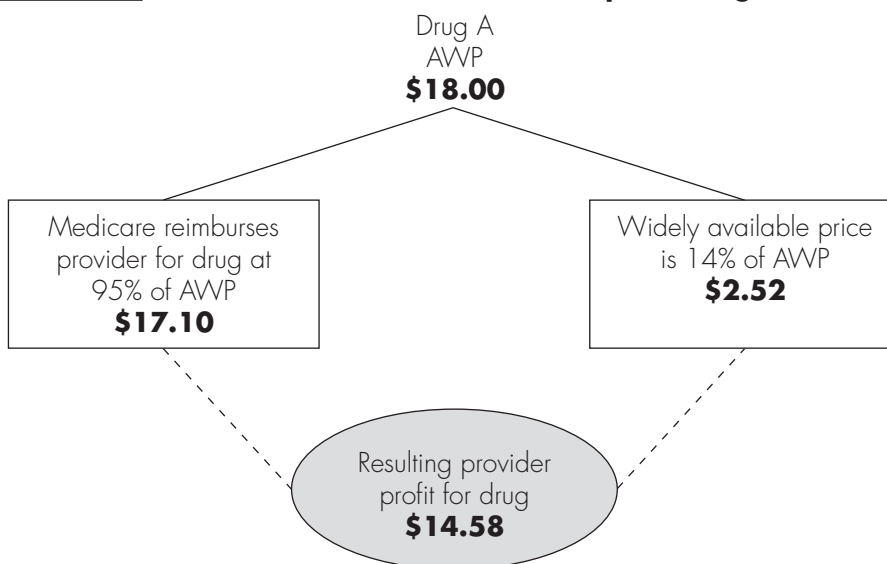 Drug A
AWP
$18.00
Medicare reimburses
provider for drug at
95% of AWP
$17.10
Widely available price
is 14% of AWP
$2.52
Resulting provider
profit for drug
$14.58